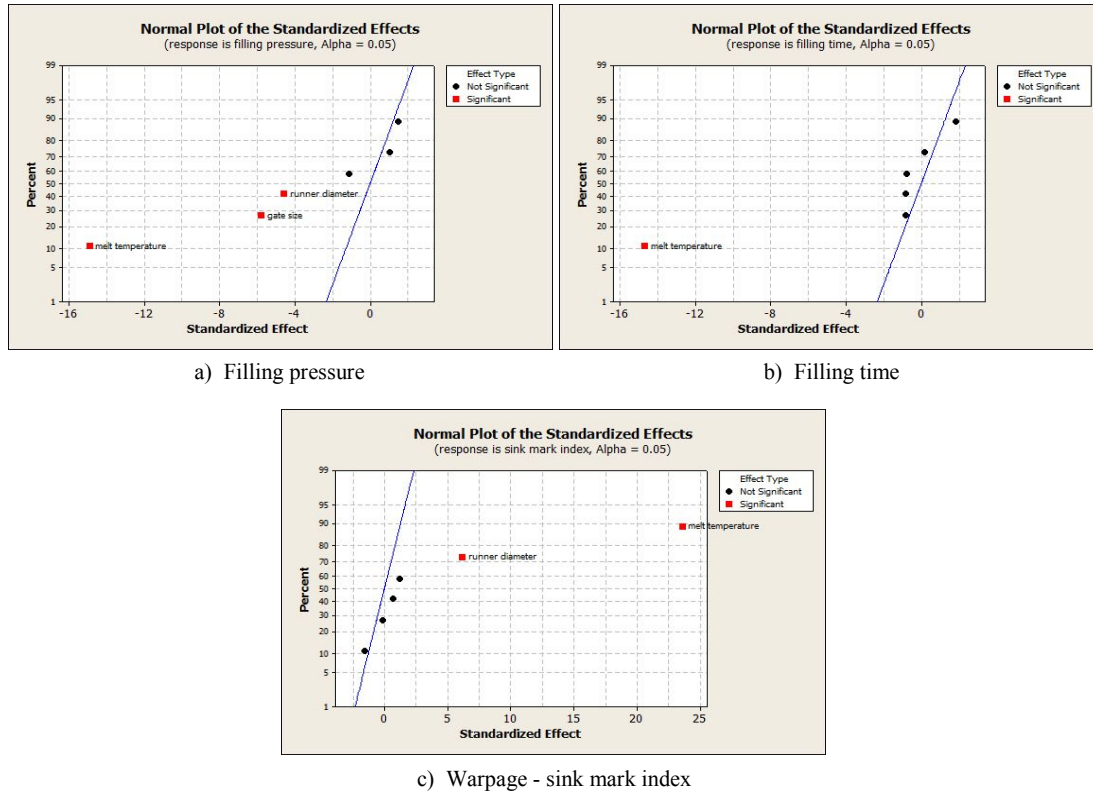 Normal Plot of the Standardized Effects
(response is filling pressure, Alpha = 0.05)
Effect Type
Not Significant
Significant
99
95
90
80
70
60
50
40
30
20
10
5
1
Percent
runner diameter
gate size
melt temperature
-16 -12 -8 -4 0
Standardized Effect
a) Filling pressure
Normal Plot of the Standardized Effects
(response is filling time, Alpha = 0.05)
Effect Type
Not Significant
Significant
99
95
90
80
70
60
50
40
30
20
10
5
1
Percent
melt temperature
-16 -12 -8 -4 0
Standardized Effect
b) Filling time
Normal Plot of the Standardized Effects
(response is sink mark index, Alpha = 0.05)
Effect Type
Not Significant
Significant
99
95
90
80
70
60
50
40
30
20
10
5
1
Percent
melt temperature
runner diameter
0 5 10 15 20 25
Standardized Effect
c) Warpage - sink mark index